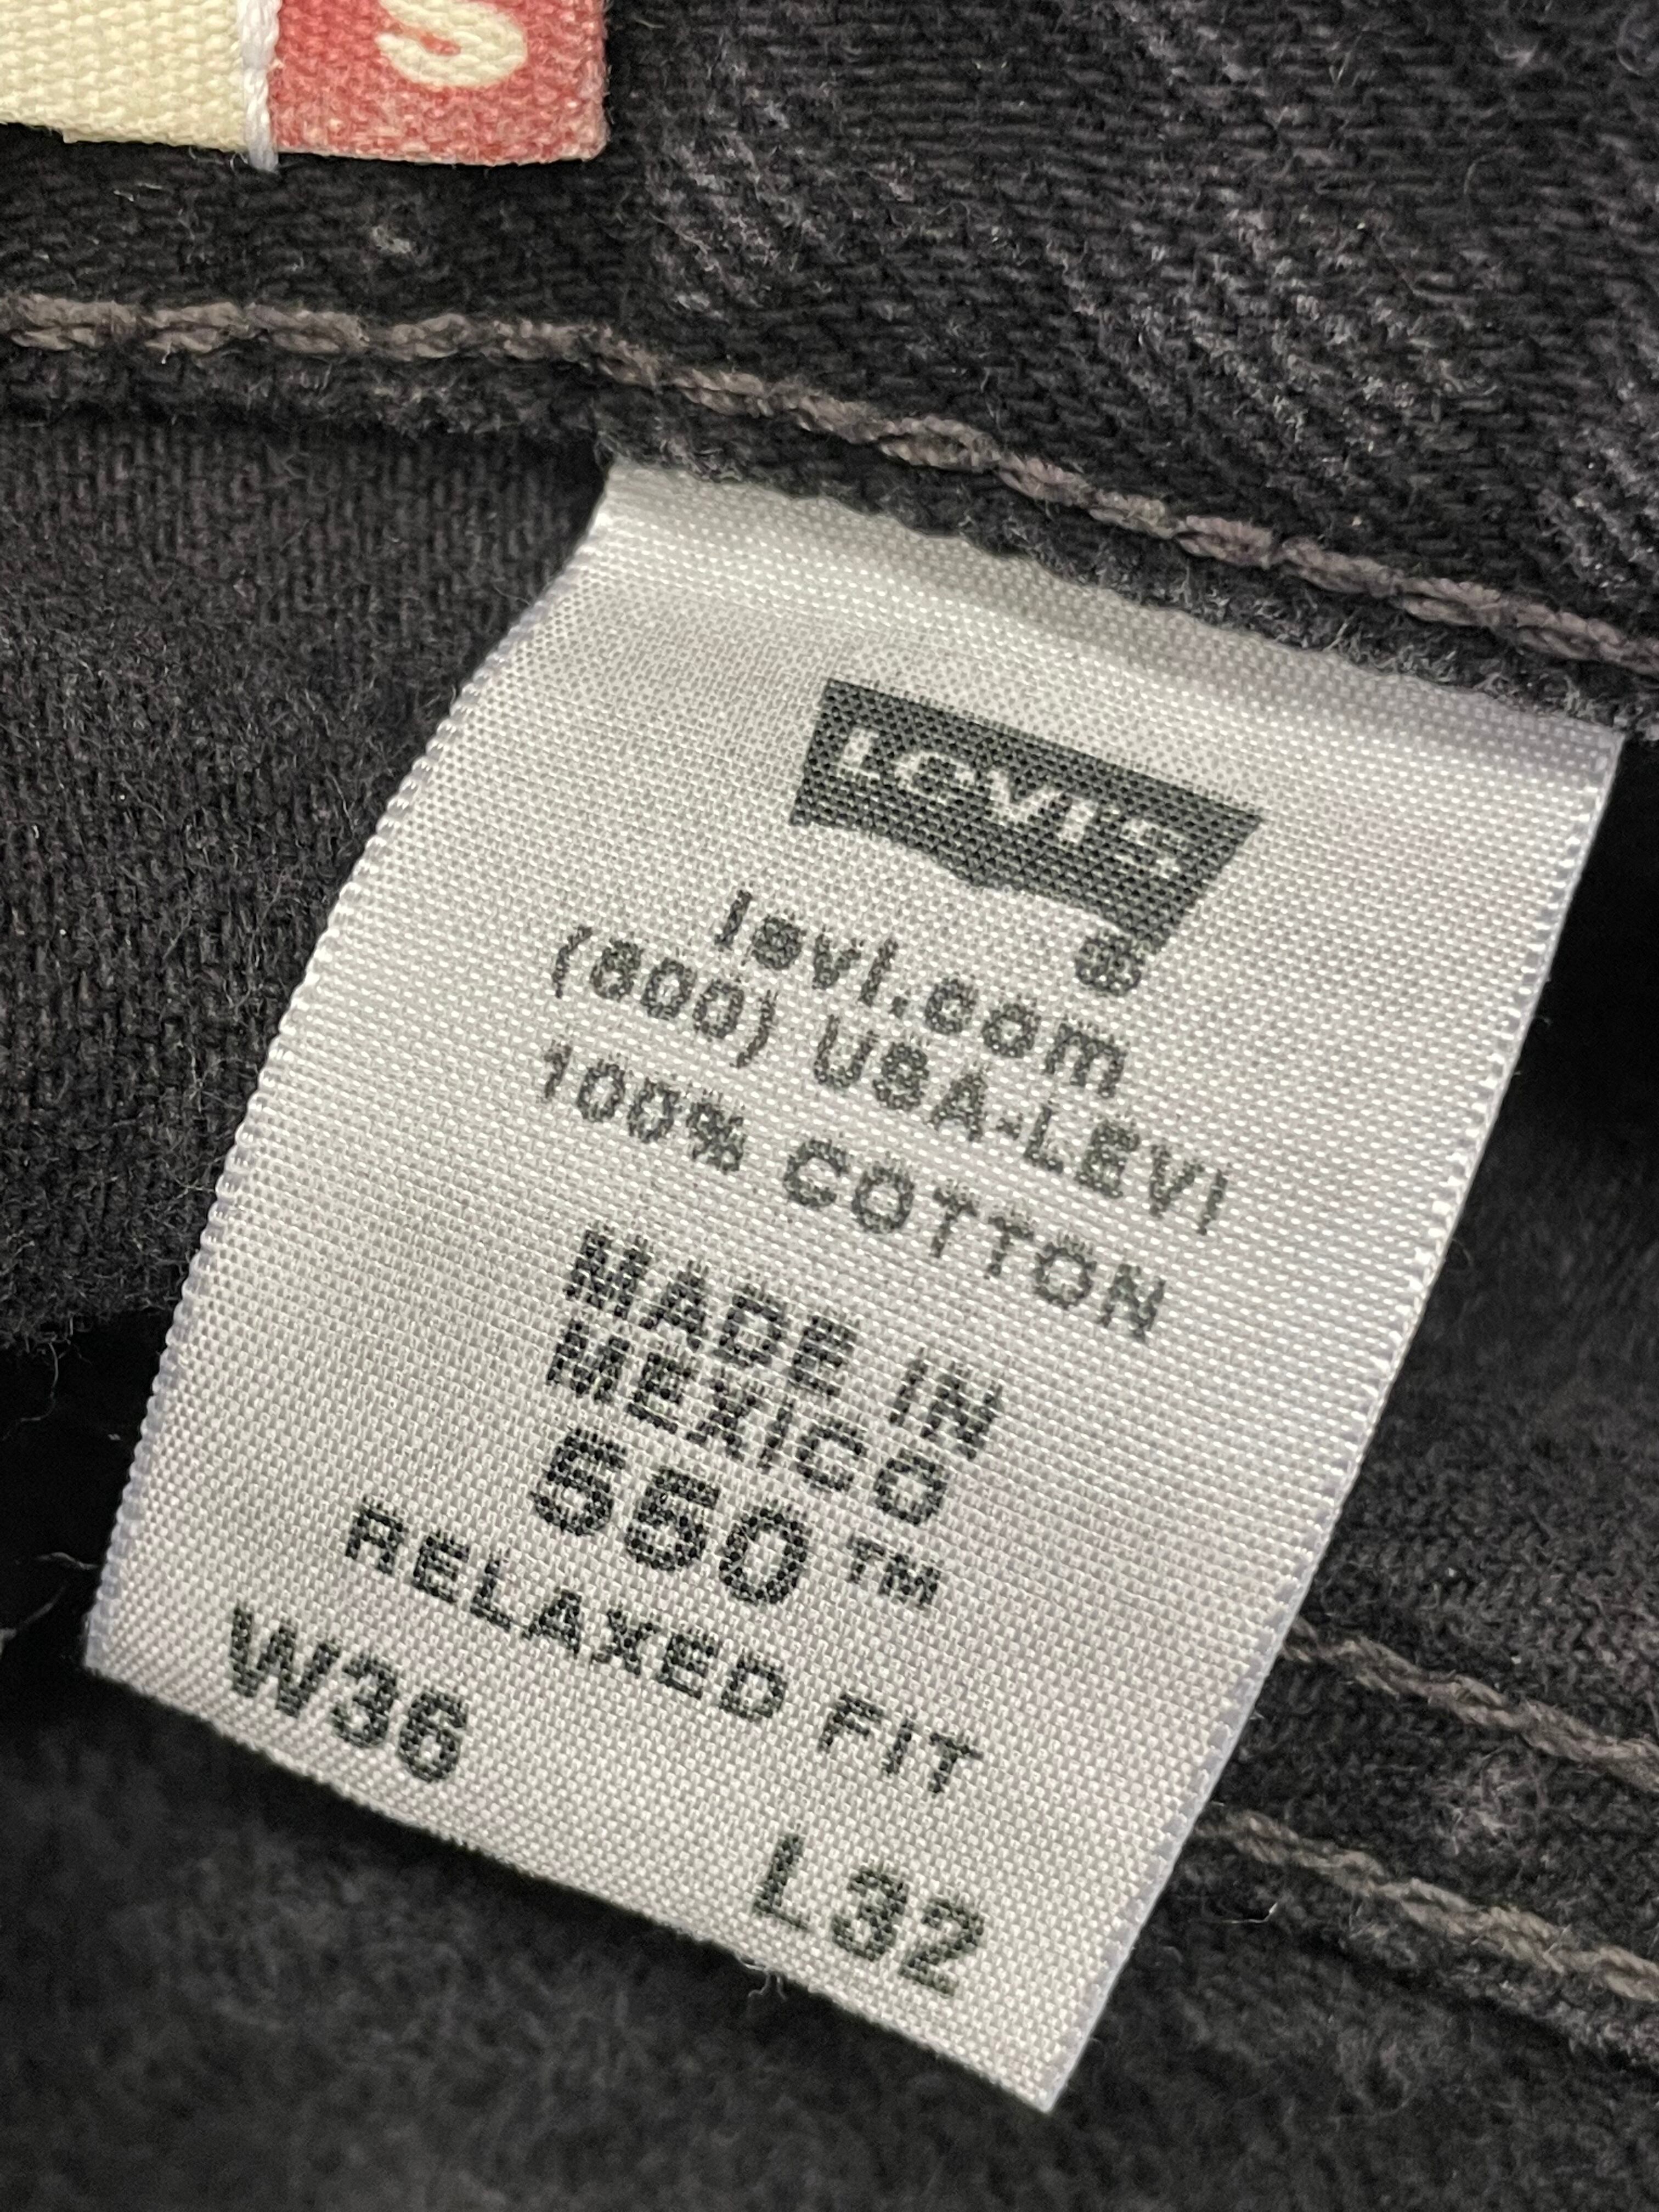 S
LEVI'S
®
levi.com
(800) USA-LEVI
100% COTTON
MADE IN
MEXICO
550™
RELAXED FIT
W36 L32